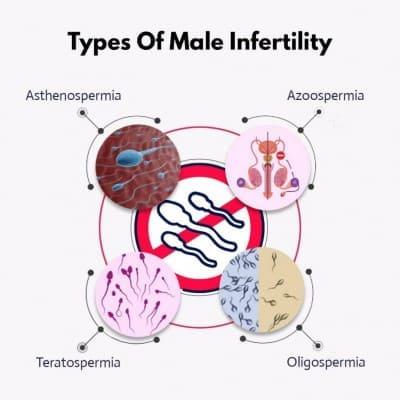 Types Of Male Infertility
Asthenospermia
Azoospermia
Teratospermia
Oligospermia